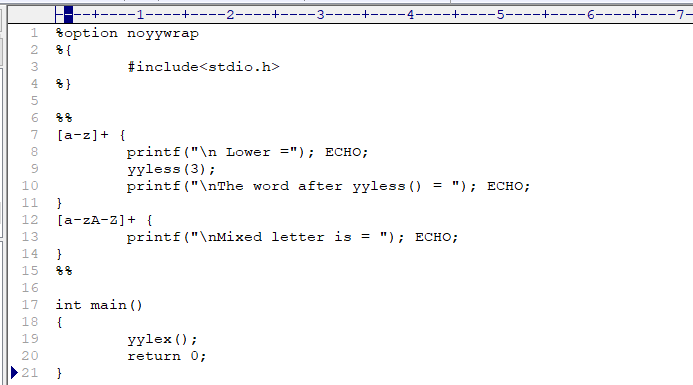 ----+----1----+----2----+----3----+----4----+----5----+----6----+----7-
1 %option noyywrap
2 %{
3         #include<stdio.h>
4 %}
5
6 %%
7 [a-z]+ {
8         printf("\n Lower ="); ECHO;
9         yyless(3);
10         printf("\nThe word after yyless() = "); ECHO;
11 }
12 [a-zA-Z]+ {
13         printf("\nMixed letter is = "); ECHO;
14 }
15 %%
16
17 int main()
18 {
19         yylex();
20         return 0;
21 }